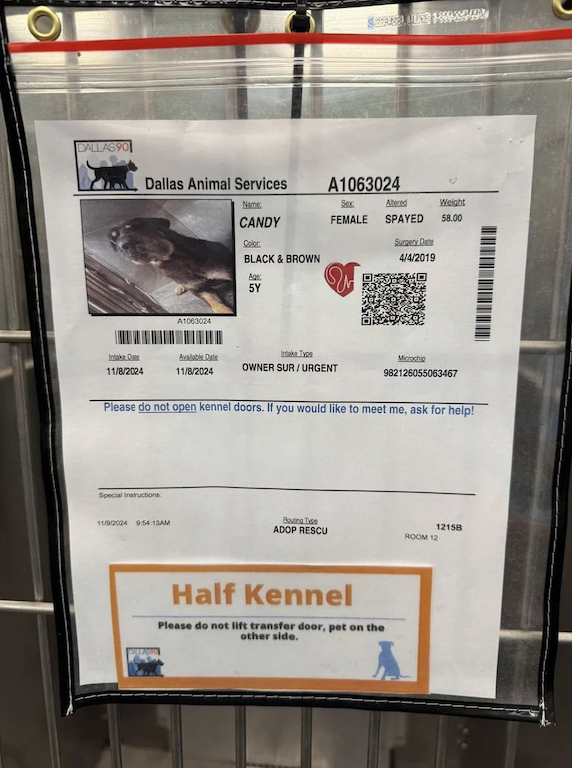 DALLAS90
Dallas Animal Services A1063024
Name: Sex: Altered Weight
CANDY FEMALE SPAYED 58.00
Color: Surgery Date
BLACK & BROWN 4/4/2019
Age:
5Y
A1063024
Intake Date Available Date Intake Type Microchip
11/8/2024 11/8/2024 OWNER SUR / URGENT 982126055063467
Please do not open kennel doors. If you would like to meet me, ask for help!
Special Instructions:
11/9/2024 9:54:13AM Routing Type 1215B
ADOP RESCU ROOM 12
Half Kennel
Please do not lift transfer door, pet on the
other side.
DALLAS90